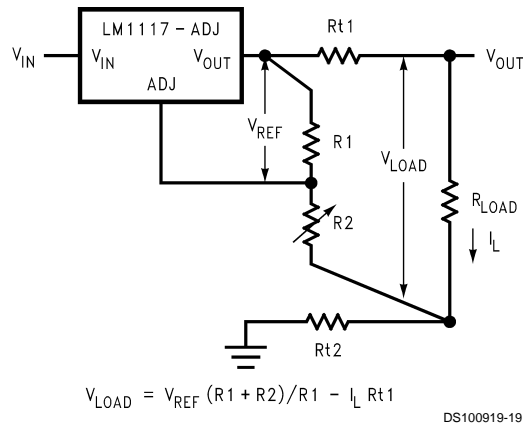 LM1117-ADJ
Rt1
V_IN
V_IN
V_OUT
V_OUT
ADJ
V_REF
R1
V_LOAD
R2
R_LOAD
I_L
Rt2
V_LOAD = V_REF (R1 + R2)/R1 - I_L Rt1
DS100919-19